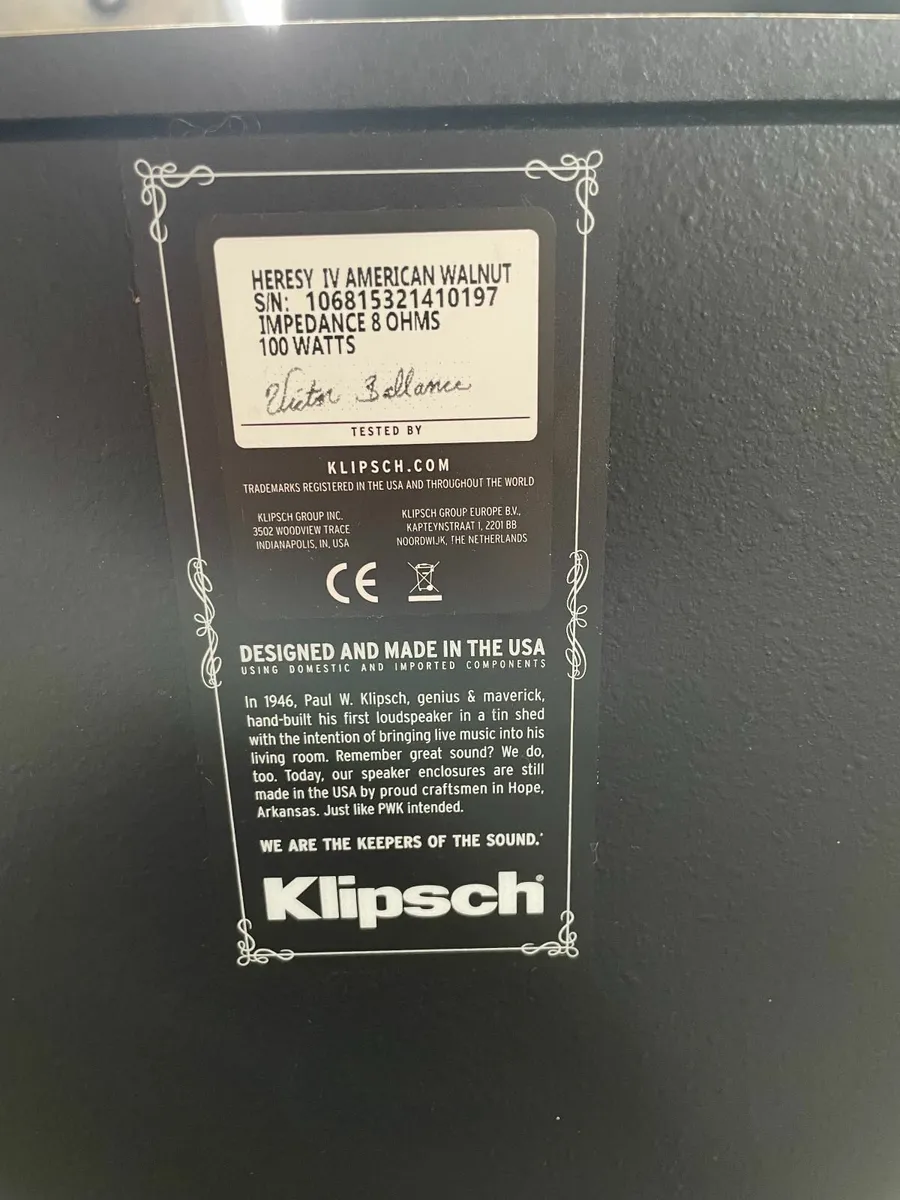 HERESY IV AMERICAN WALNUT
S/N: 106815321410197
IMPEDANCE 8 OHMS
100 WATTS
Victor Ballance
TESTED BY
KLIPSCH.COM
TRADEMARKS REGISTERED IN THE USA AND THROUGHOUT THE WORLD
KLIPSCH GROUP INC.
3502 WOODVIEW TRACE
INDIANAPOLIS, IN, USA
KLIPSCH GROUP EUROPE B.V.,
KAPTEYNSTRAAT 1, 2201 BB
NOORDWIJK, THE NETHERLANDS
CE
DESIGNED AND MADE IN THE USA
USING DOMESTIC AND IMPORTED COMPONENTS
In 1946, Paul W. Klipsch, genius & maverick,
hand-built his first loudspeaker in a tin shed
with the intention of bringing live music into his
living room. Remember great sound? We do,
too. Today, our speaker enclosures are still
made in the USA by proud craftsmen in Hope,
Arkansas. Just like PWK intended.
WE ARE THE KEEPERS OF THE SOUND.
Klipsch®